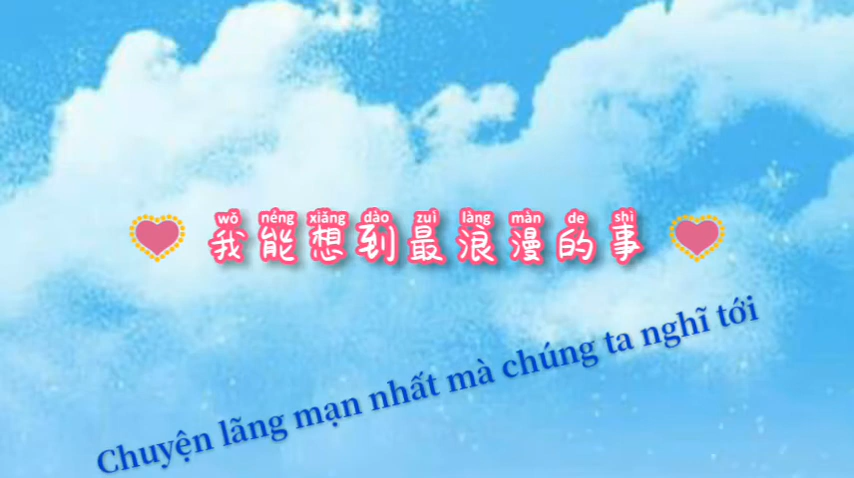 wǒ néng xiǎng dào zuì làng màn de shì
我能想到最浪漫的事
Chuyện lãng mạn nhất mà chúng ta nghĩ tới